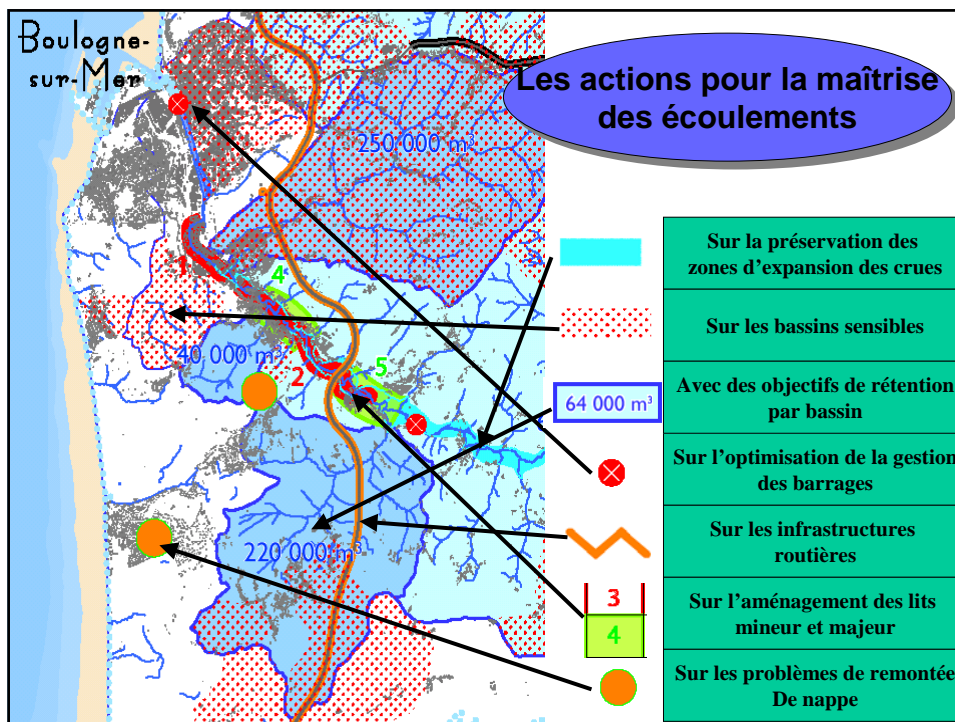 Boulogne-
sur-Mer
Les actions pour la maîtrise
des écoulements
250 000 m³
1
4
40 000 m³
2
5
220 000 m³
Sur la préservation des
zones d'expansion des crues
Sur les bassins sensibles
64 000 m³
Avec des objectifs de rétention
par bassin
Sur l'optimisation de la gestion
des barrages
Sur les infrastructures
routières
3
4
Sur l'aménagement des lits
mineur et majeur
Sur les problèmes de remontée
De nappe